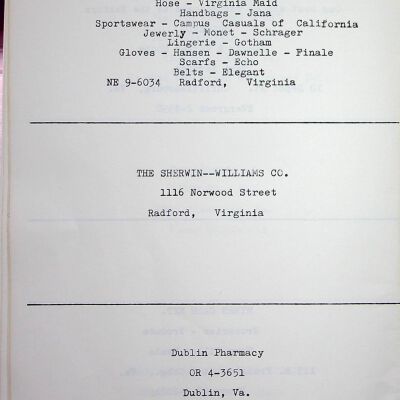 Hose - Virginia Maid
Handbags - Jana
Sportswear - Campus Casuals of California
Jewerly - Monet - Schrager
Lingerie - Gotham
Gloves - Hansen - Dawnelle - Finale
Scarfs - Echo
Belts - Elegant
NE 9-6034 Radford, Virginia
THE SHERWIN--WILLIAMS CO.
1116 Norwood Street
Radford, Virginia
Dublin Pharmacy
OR 4-3651
Dublin, Va.